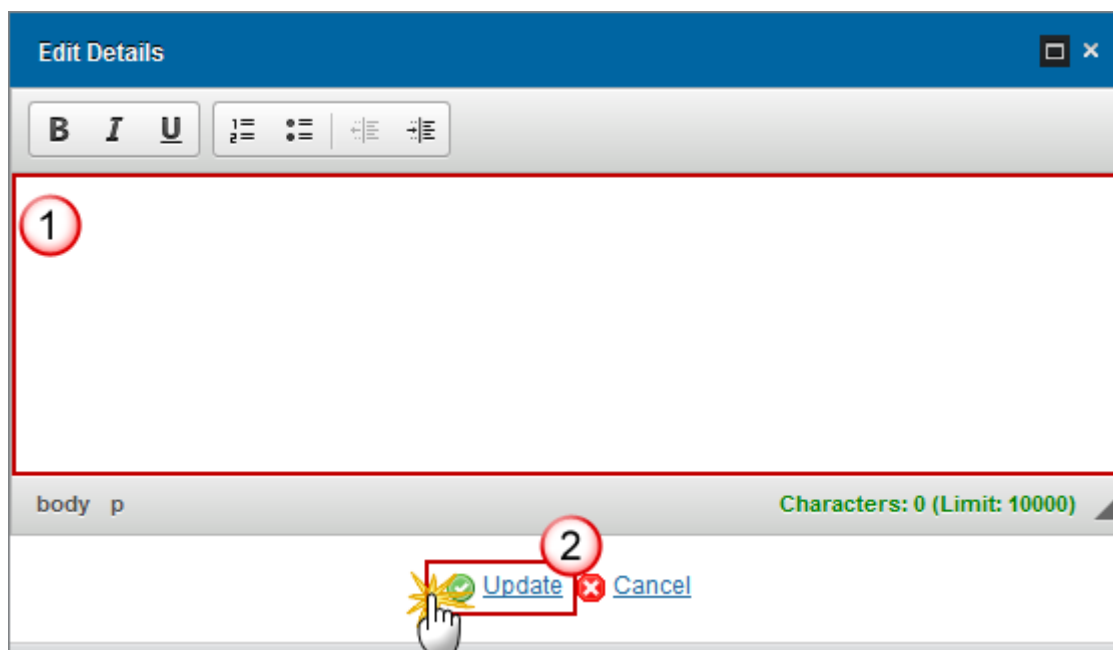 Edit Details
B I U
1
body p Characters: 0 (Limit: 10000)
2
Update Cancel